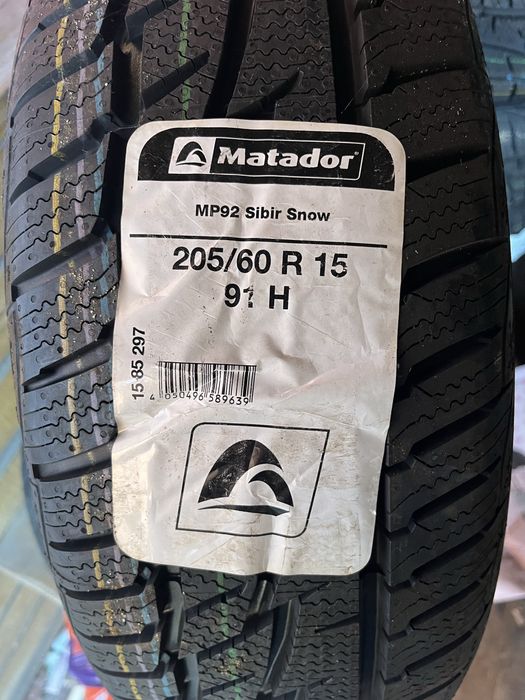 Matador
MP92 Sibir Snow
205/60 R 15
91 H
15 85 297
4 050496 589639